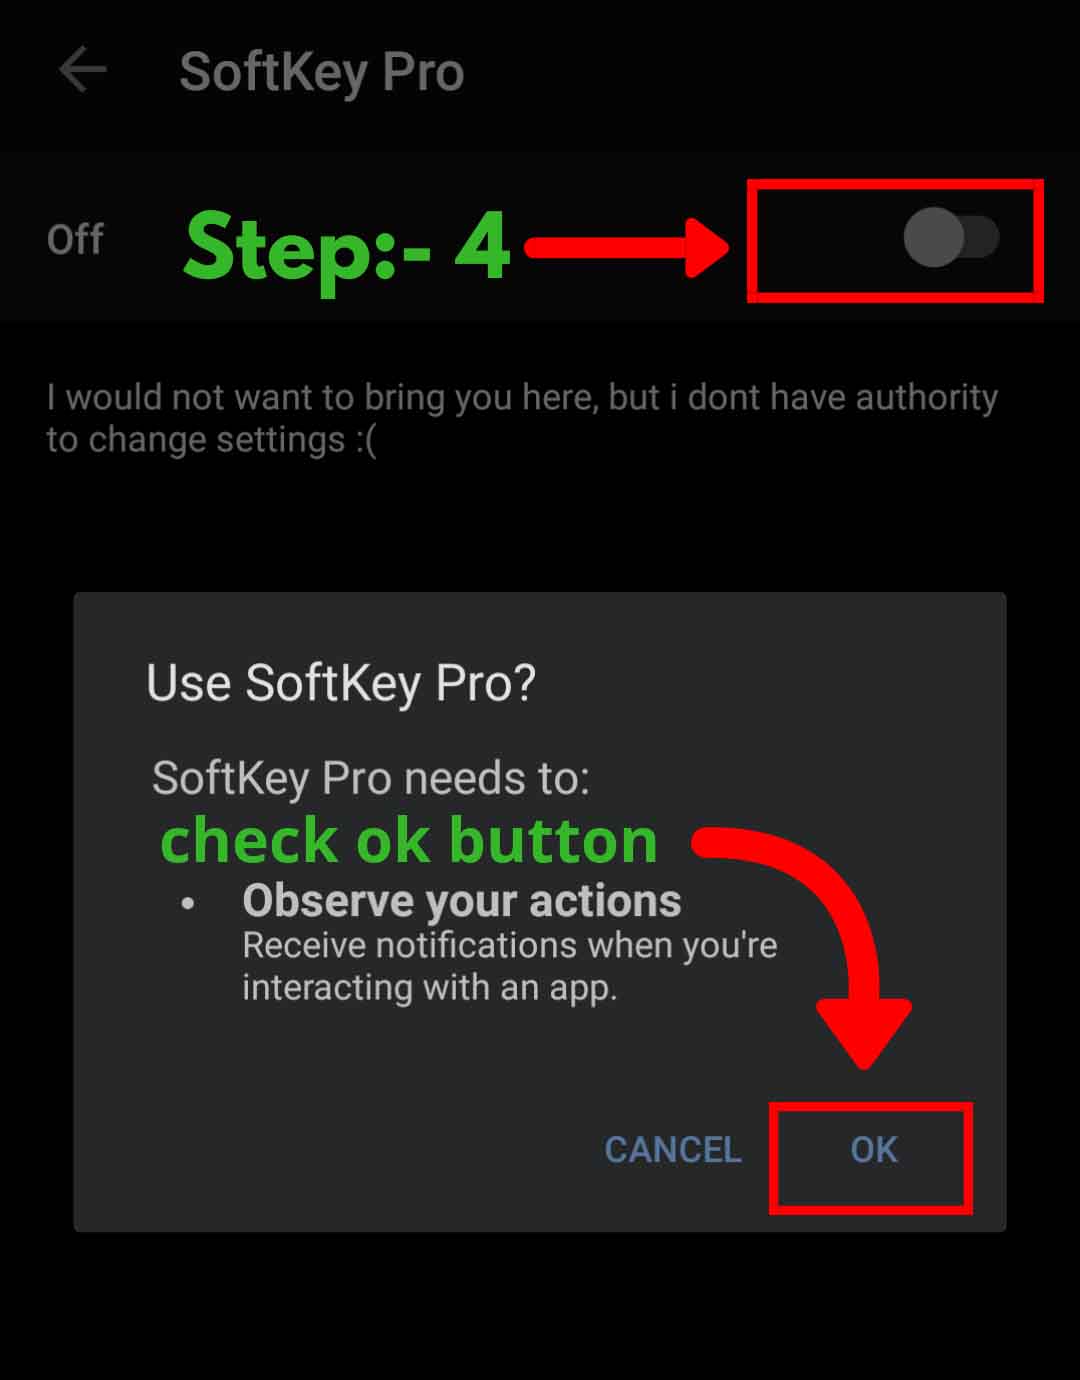 SoftKey Pro
Off
Step:- 4
I would not want to bring you here, but i dont have authority
to change settings :(
Use SoftKey Pro?
SoftKey Pro needs to:
check ok button
• Observe your actions
Receive notifications when you're
interacting with an app.
CANCEL OK